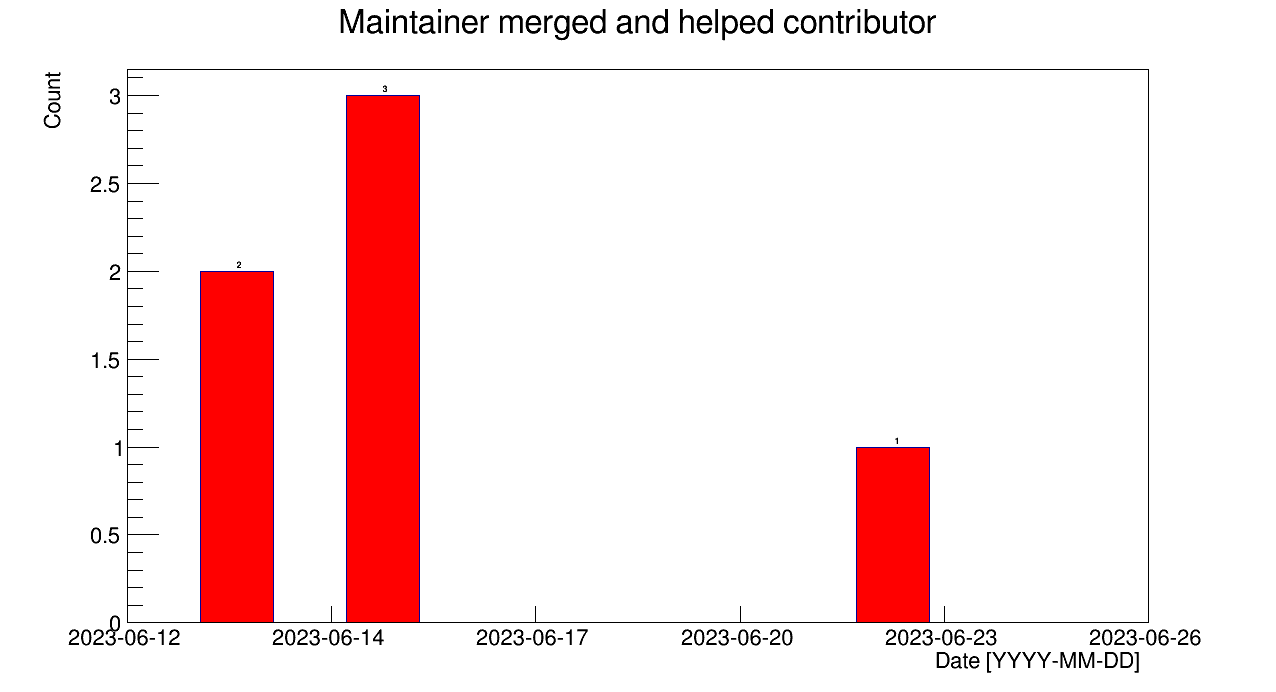 Maintainer merged and helped contributor
Count
3
2.5
2
1.5
1
0.5
0
2
3
1
2023-06-12 2023-06-14 2023-06-17 2023-06-20 2023-06-23 2023-06-26
Date [YYYY-MM-DD]